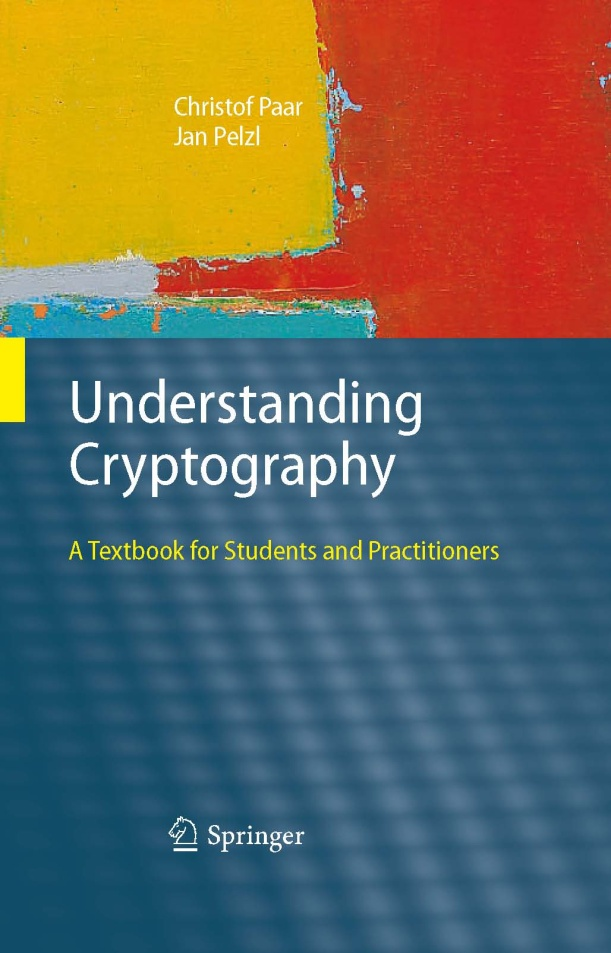 Christof Paar
Jan Pelzl
Understanding
Cryptography
A Textbook for Students and Practitioners
Springer